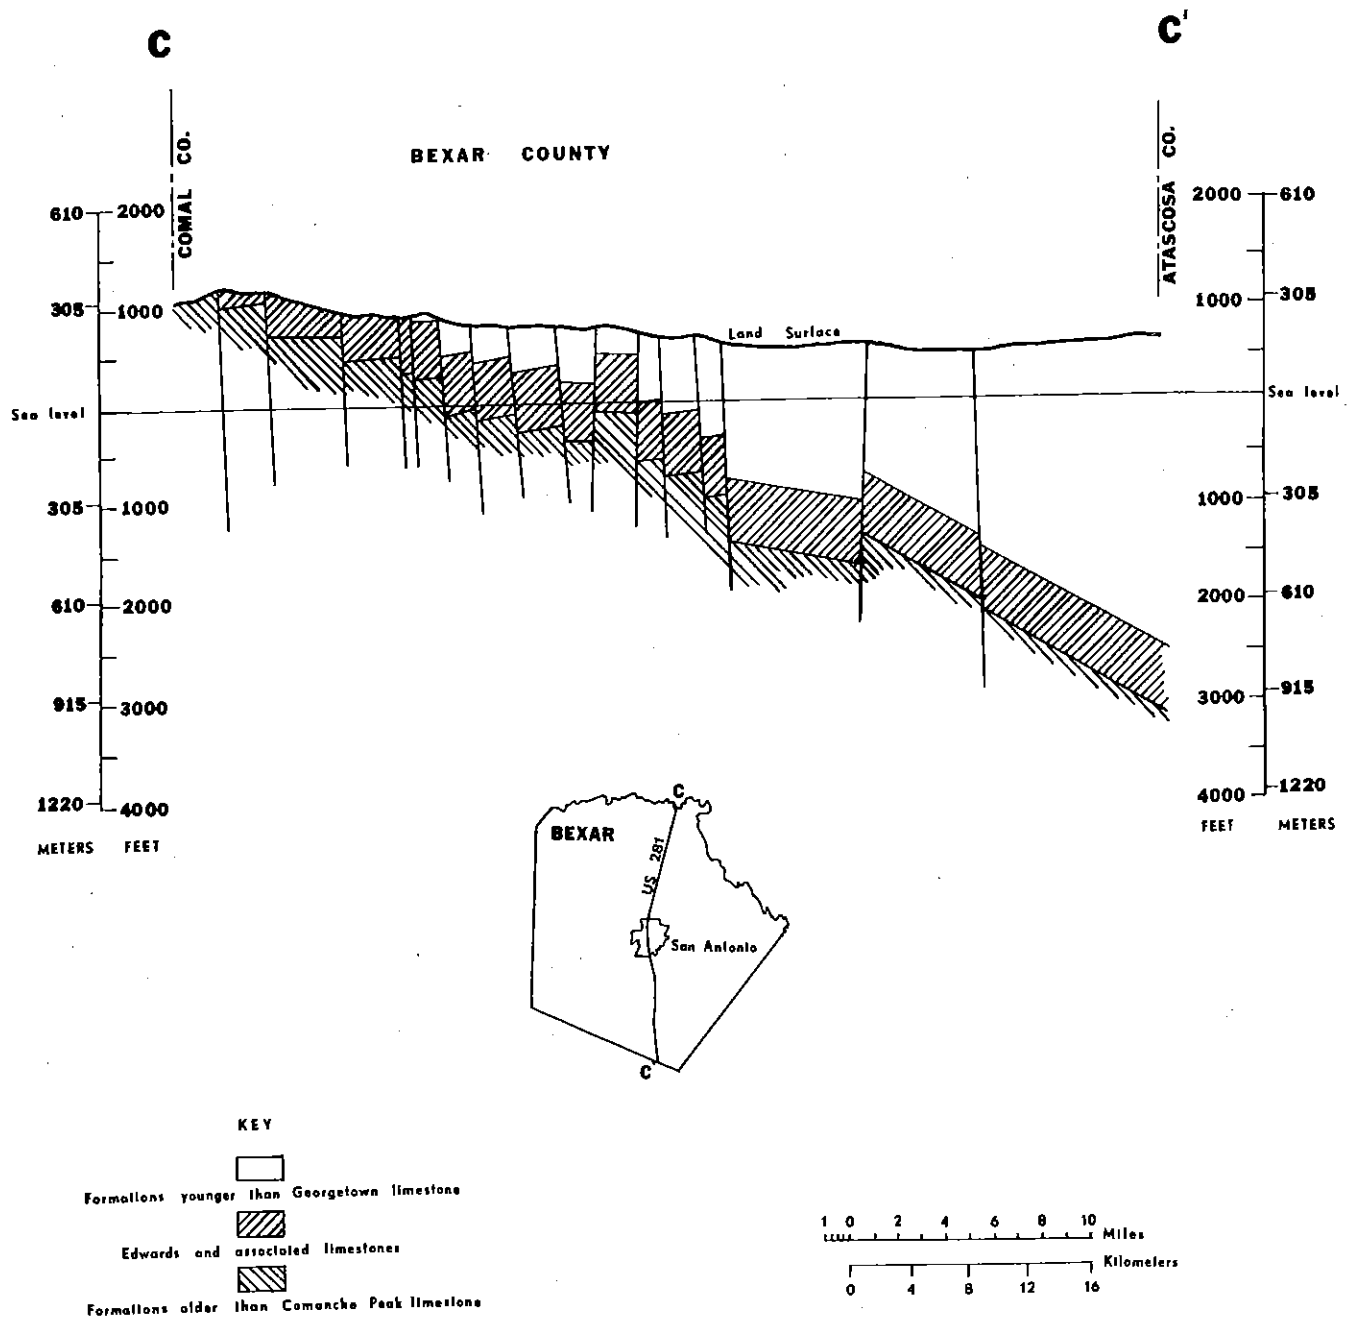 C
C'
COMAL CO.
BEXAR COUNTY
ATASCOSA CO.
610 2000
305 1000
Sea level
305 1000
610 2000
915 3000
1220 4000
METERS FEET
Land Surface
2000 610
1000 305
Sea level
1000 305
2000 610
3000 915
4000 1220
FEET METERS
C
BEXAR
US 281
San Antonio
C'
KEY
Formations younger than Georgetown limestone
Edwards and associated limestones
Formations older than Comanche Peak limestone
1 0 2 4 6 8 10
Miles
Kilometers
0 4 8 12 16